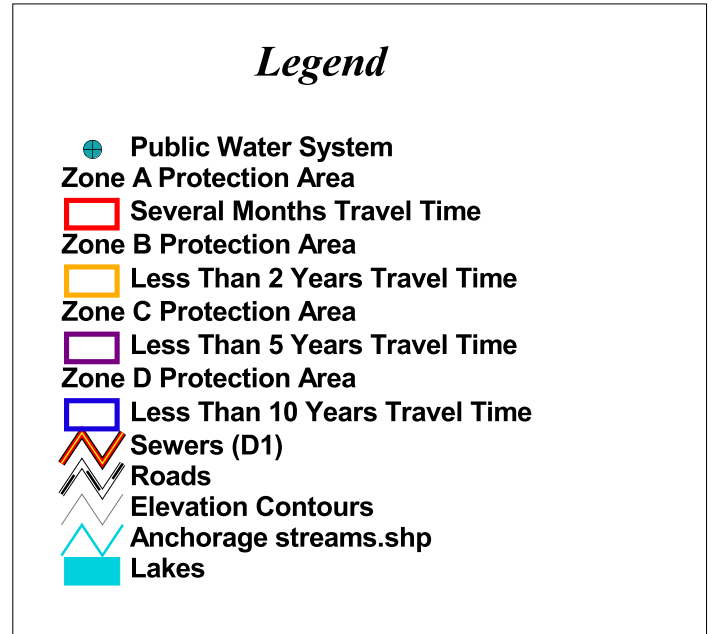 Legend
Public Water System
Zone A Protection Area
Several Months Travel Time
Zone B Protection Area
Less Than 2 Years Travel Time
Zone C Protection Area
Less Than 5 Years Travel Time
Zone D Protection Area
Less Than 10 Years Travel Time
Sewers (D1)
Roads
Elevation Contours
Anchorage streams.shp
Lakes